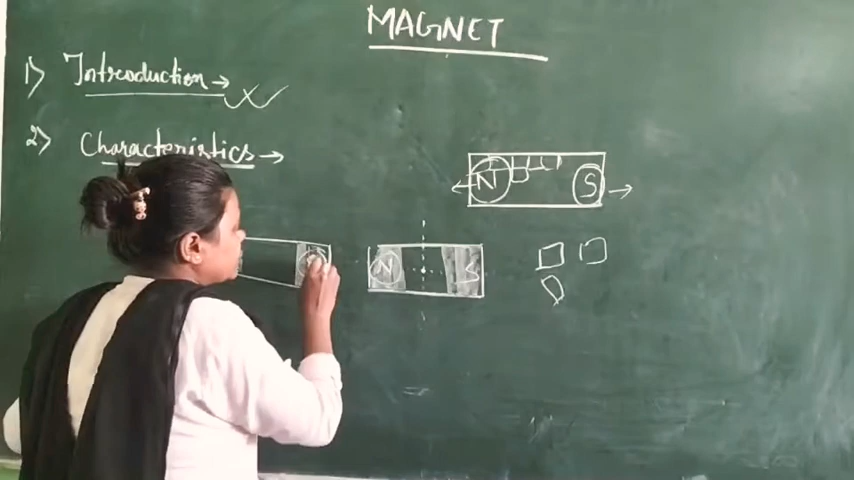 MAGNET
1) Introduction →
2) Characteristics →
N S
N S